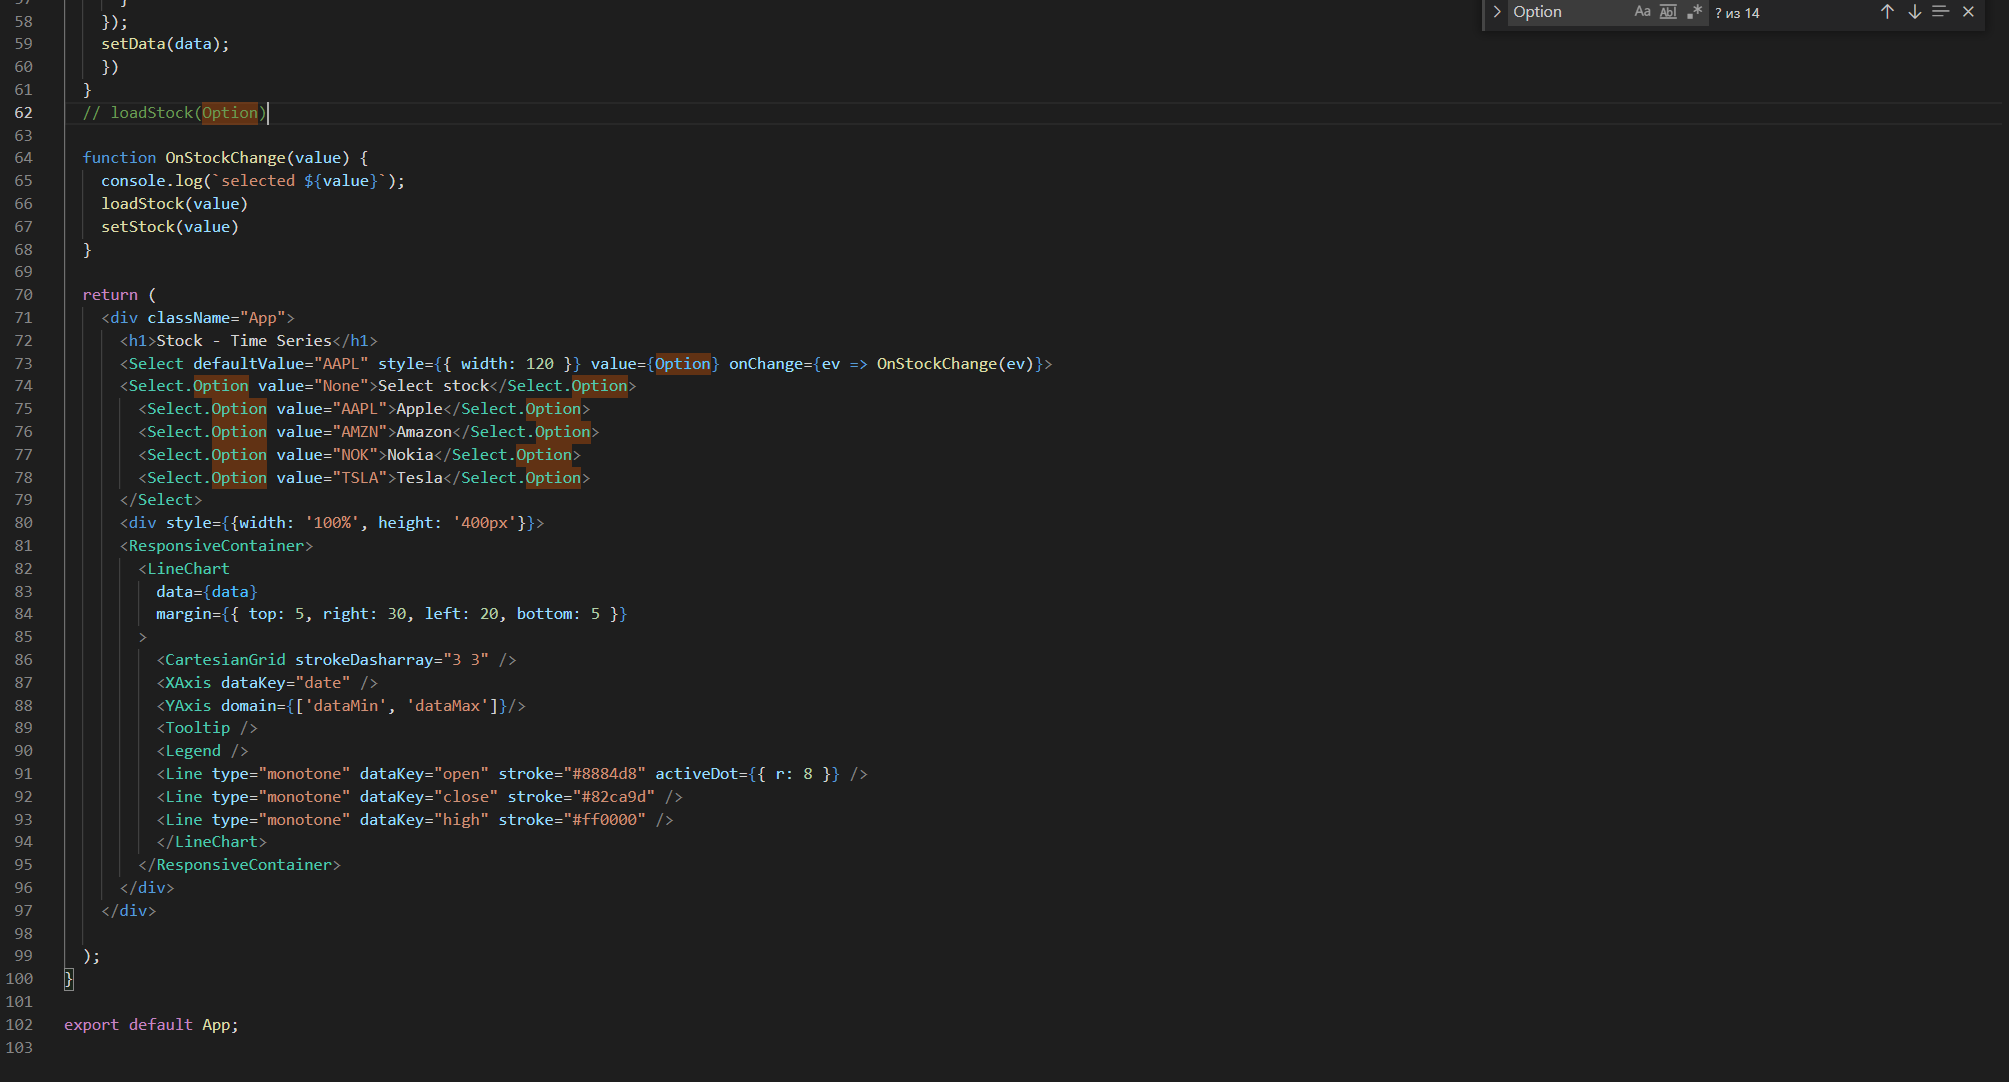 Option Aa Abl .* ? из 14
58 });
59 setData(data);
60 })
61 }
62 // loadStock(Option)
63
64 function OnStockChange(value) {
65 console.log(`selected ${value}`);
66 loadStock(value)
67 setStock(value)
68 }
69
70 return (
71 <div className="App">
72 <h1>Stock - Time Series</h1>
73 <Select defaultValue="AAPL" style={{ width: 120 }} value={Option} onChange={ev => OnStockChange(ev)}>
74 <Select.Option value="None">Select stock</Select.Option>
75 <Select.Option value="AAPL">Apple</Select.Option>
76 <Select.Option value="AMZN">Amazon</Select.Option>
77 <Select.Option value="NOK">Nokia</Select.Option>
78 <Select.Option value="TSLA">Tesla</Select.Option>
79 </Select>
80 <div style={{width: '100%', height: '400px'}}>
81 <ResponsiveContainer>
82 <LineChart
83 data={data}
84 margin={{ top: 5, right: 30, left: 20, bottom: 5 }}
85 >
86 <CartesianGrid strokeDasharray="3 3" />
87 <XAxis dataKey="date" />
88 <YAxis domain={['dataMin', 'dataMax']}/>
89 <Tooltip />
90 <Legend />
91 <Line type="monotone" dataKey="open" stroke="#8884d8" activeDot={{ r: 8 }} />
92 <Line type="monotone" dataKey="close" stroke="#82ca9d" />
93 <Line type="monotone" dataKey="high" stroke="#ff0000" />
94 </LineChart>
95 </ResponsiveContainer>
96 </div>
97 </div>
98
99 );
100 }
101
102 export default App;
103